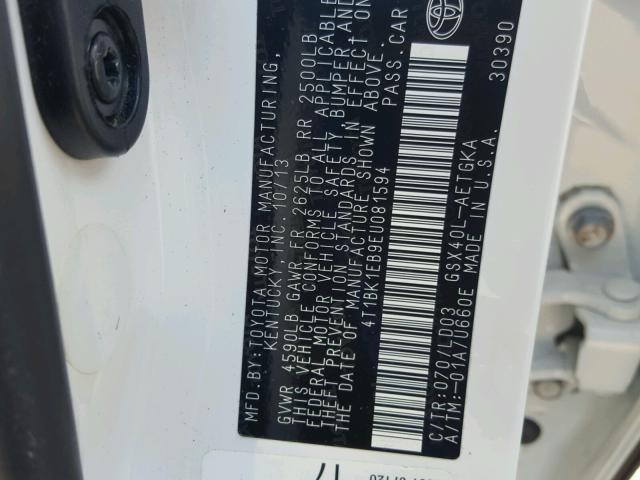 MFD.BY:TOYOTA MOTOR MANUFACTURING,
KENTUCKY, INC 10/13
GVWR 4590LB GAWR FR 2625LB RR 2500LB
THIS VEHICLE CONFORMS TO ALL APPLICABLE
FEDERAL MOTOR VEHICLE SAFETY, BUMPER AND
THEFT PREVENTION STANDARDS IN EFFECT ON
THE DATE OF MANUFACTURE SHOWN ABOVE.
4T1BK1EB9EU081594 PASS.CAR
C/TR:070/LD03 GSX40L-AETGKA
A/TM:-01A/U660E MADE IN U.S.A.
30390